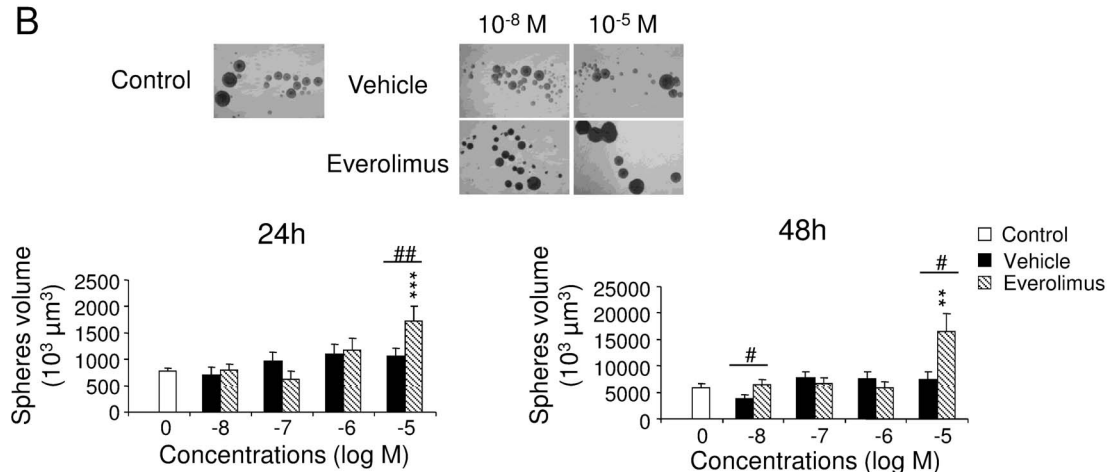 B
10-8 M 10-5 M
Control Vehicle
Everolimus
24h
##
***
Spheres volume
(10³ µm³)
2500
2000
1500
1000
500
0
0 -8 -7 -6 -5
Concentrations (log M)
48h
#
#
**
Spheres volume
(10³ µm³)
25000
20000
15000
10000
5000
0
0 -8 -7 -6 -5
Concentrations (log M)
Control
Vehicle
Everolimus